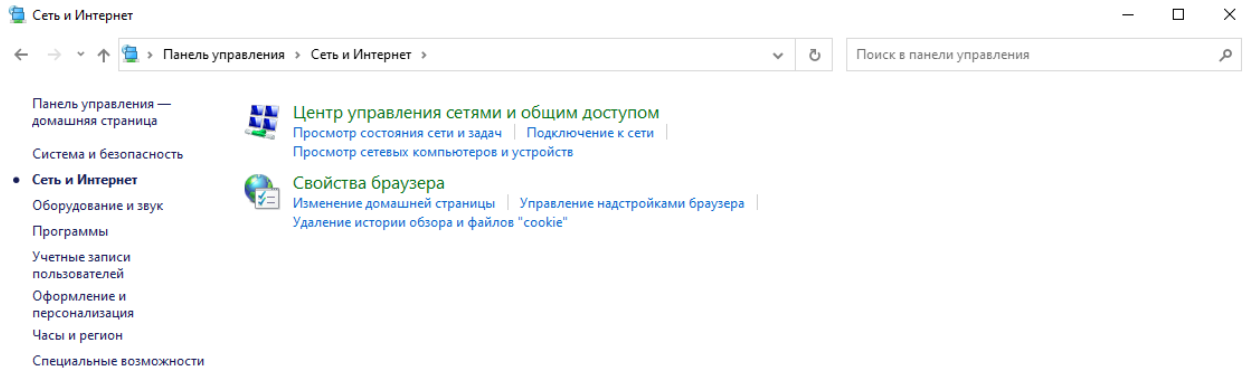 Сеть и Интернет
Панель управления › Сеть и Интернет ›
Поиск в панели управления
Панель управления —
домашняя страница
Система и безопасность
Сеть и Интернет
Оборудование и звук
Программы
Учетные записи
пользователей
Оформление и
персонализация
Часы и регион
Специальные возможности
Центр управления сетями и общим доступом
Просмотр состояния сети и задач | Подключение к сети |
Просмотр сетевых компьютеров и устройств
Свойства браузера
Изменение домашней страницы | Управление надстройками браузера |
Удаление истории обзора и файлов "cookie"